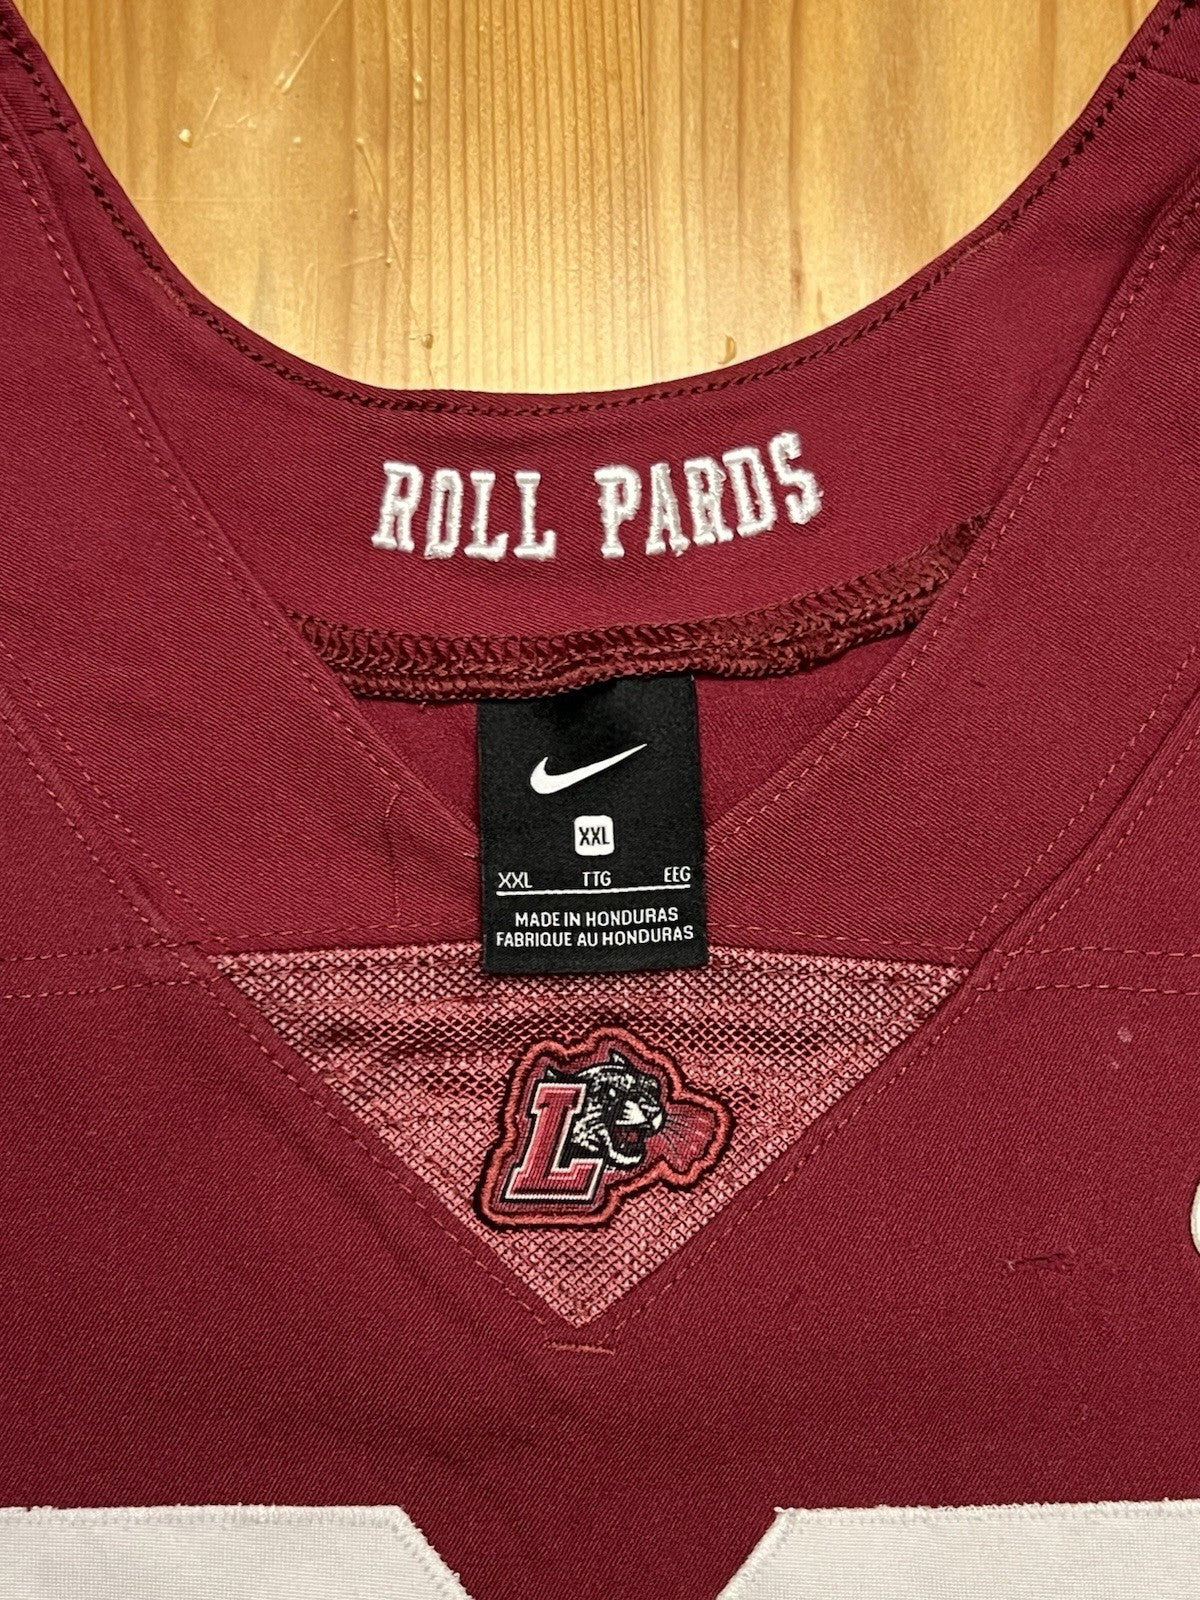 ROLL PARDS
XXL
XXL TTG EEG
MADE IN HONDURAS
FABRIQUE AU HONDURAS
L